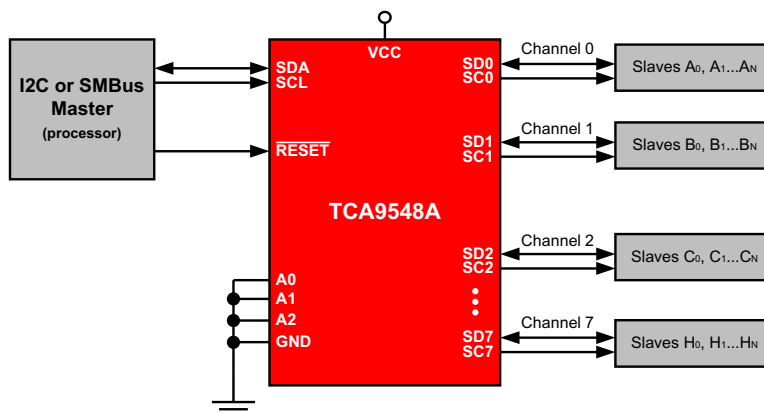 I2C or SMBus
Master
(processor)
VCC
SDA
SCL
RESET
TCA9548A
A0
A1
A2
GND
SD0
SC0
Channel 0
Slaves A0, A1...AN
SD1
SC1
Channel 1
Slaves B0, B1...BN
SD2
SC2
Channel 2
Slaves C0, C1...CN
SD7
SC7
Channel 7
Slaves H0, H1...HN